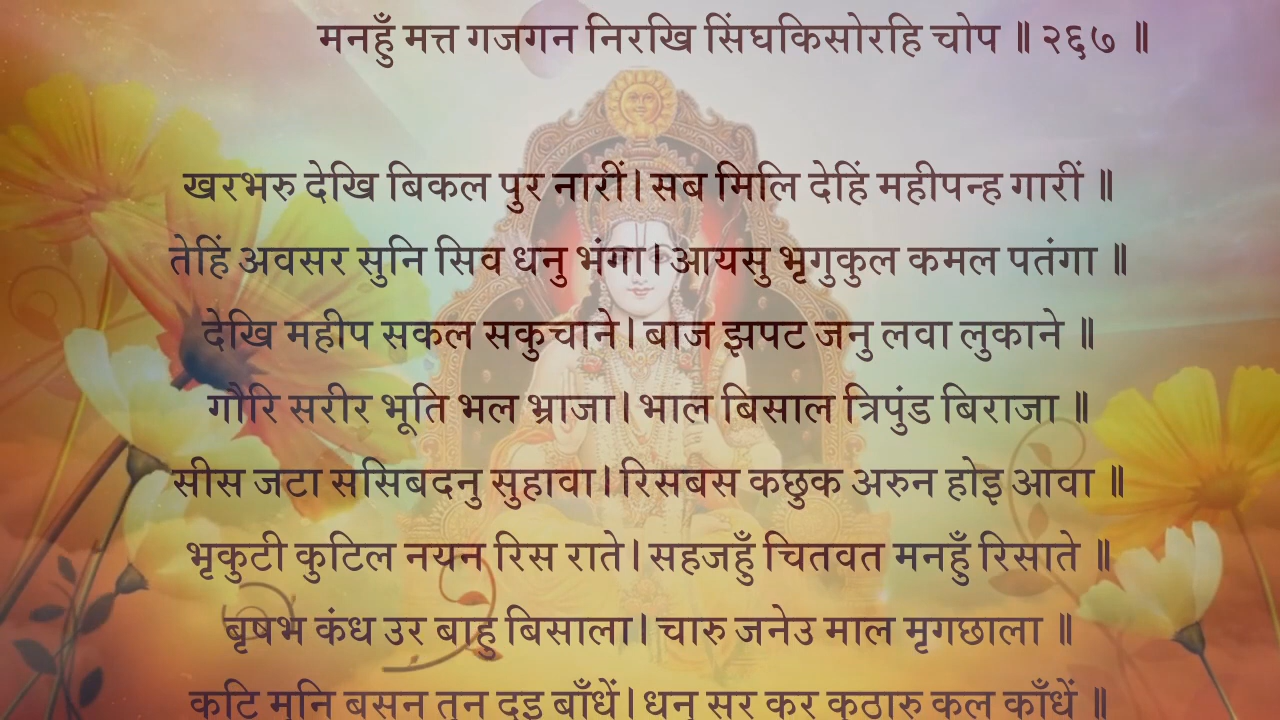 मनहुँ मत्त गजगन निरखि सिंघकिसोरहि चोप ॥ २६७ ॥
खरभरु देखि बिकल पुर नारीं। सब मिलि देहिं महीपन्ह गारीं ॥
तेहिं अवसर सुनि सिव धनु भंगा। आयसु भृगुकुल कमल पतंगा ॥
देखि महीप सकल सकुचाने। बाज झपट जनु लवा लुकाने ॥
गौरि सरीर भूति भल भ्राजा। भाल बिसाल त्रिपुंड बिराजा ॥
सीस जटा ससिबदनु सुहावा। रिसबस कछुक अरुन होइ आवा ॥
भृकुटी कुटिल नयन रिस राते। सहजहुँ चितवत मनहुँ रिसाते ॥
बृषभ कंध उर बाहु बिसाला। चारु जनेउ माल मृगछाला ॥
कटि मुनि बसन तून दुइ बाँधें। धनु सर कर कुठारु कल काँधें ॥